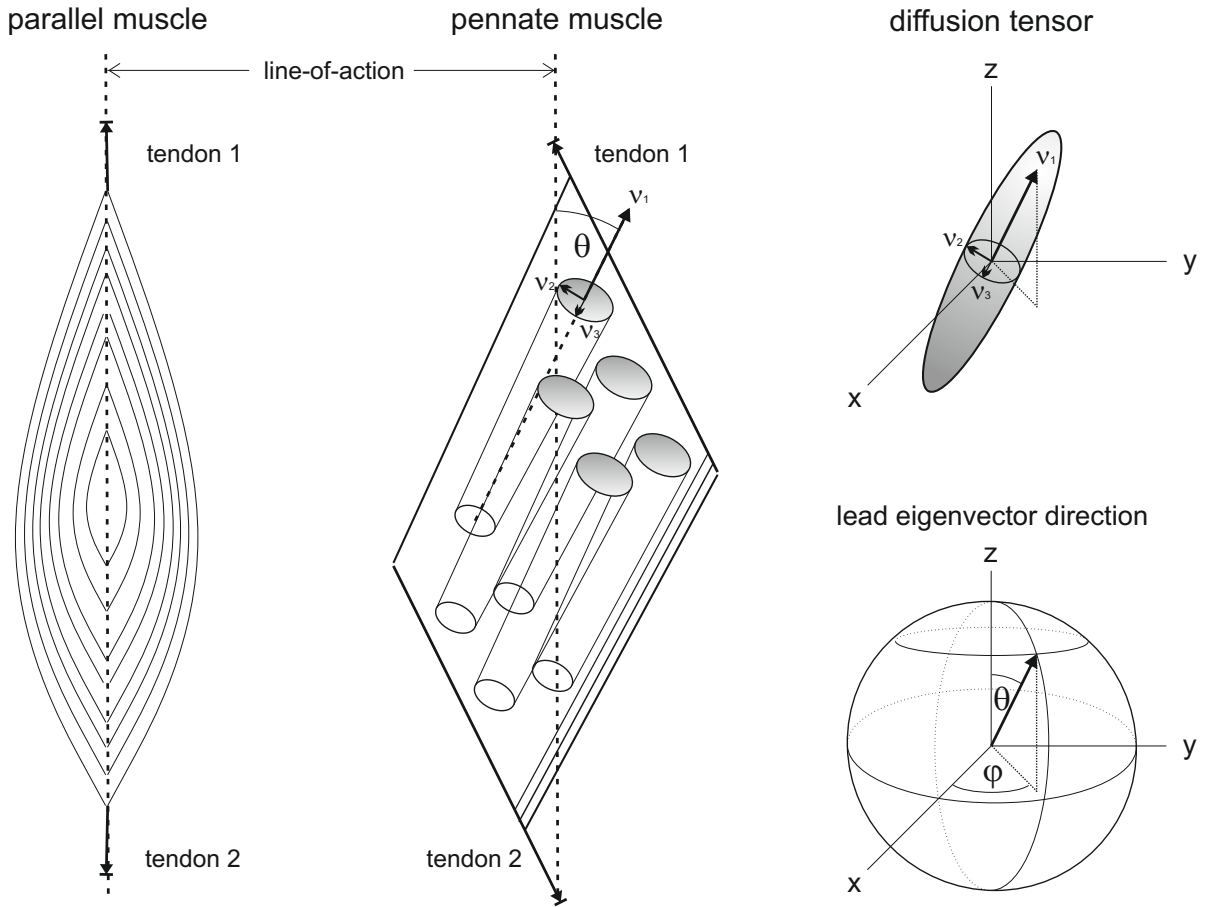 parallel muscle
pennate muscle
diffusion tensor
line-of-action
tendon 1
tendon 1
ν₁
θ
ν₂
ν₃
tendon 2
tendon 2
z
ν₁
ν₂
ν₃
y
x
lead eigenvector direction
z
θ
y
φ
x